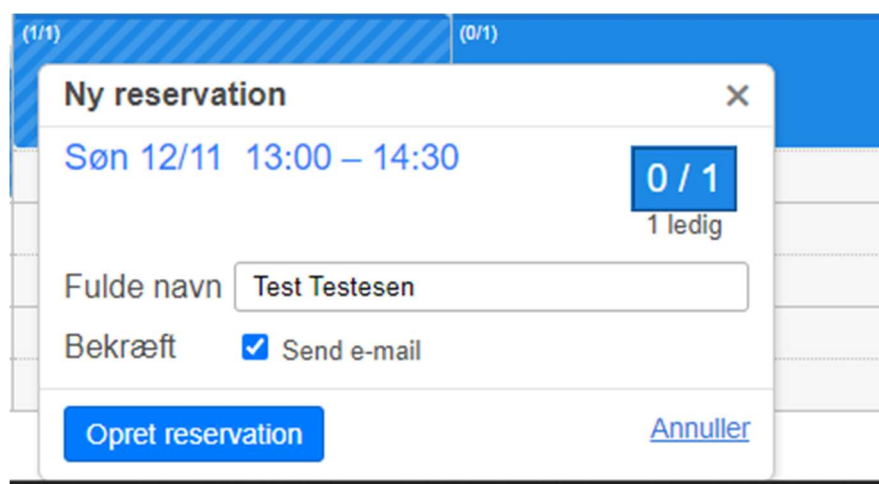 (1/1) (0/1)
Ny reservation ×
Søn 12/11 13:00 – 14:30
0 / 1
1 ledig
Fulde navn Test Testesen
Bekræft Send e-mail
Opret reservation Annuller